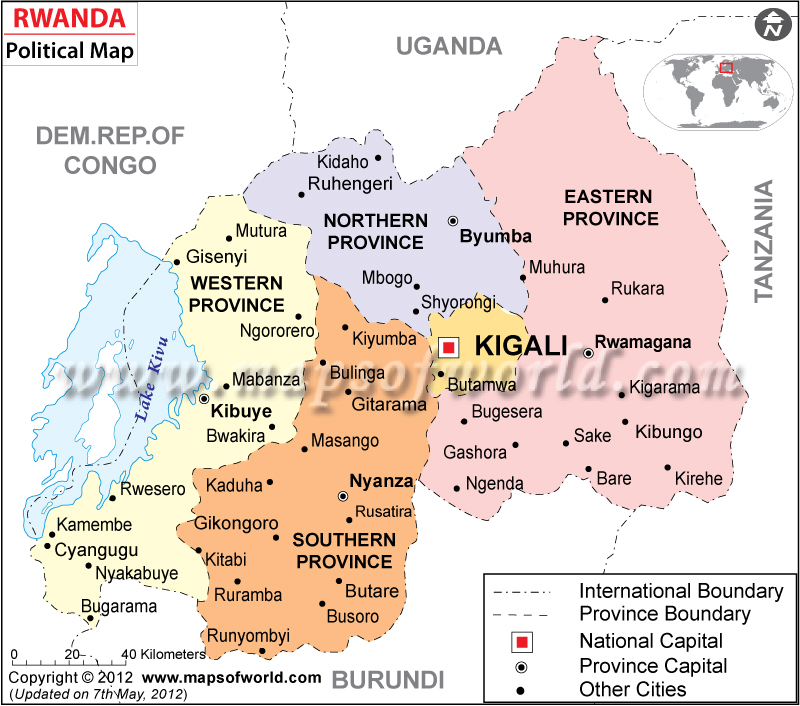 RWANDA
Political Map
UGANDA
N
DEM.REP.OF
CONGO
TANZANIA
Kidaho
Ruhengeri
NORTHERN
PROVINCE
Byumba
EASTERN
PROVINCE
Mutura
Gisenyi
WESTERN
PROVINCE
Mbogo
Muhura
Rukara
Shyorongi
Ngororero
Kiyumba
KIGALI
Rwamagana
www.mapsofworld.com
Lake Kivu
Mabanza
Bulinga
Butamwa
Kigarama
Kibuye
Gitarama
Bugesera
Bwakira
Masango
Sake
Kibungo
Gashora
Rwesero
Kaduha
Nyanza
Ngenda
Bare
Kirehe
Rusatira
Kamembe
Gikongoro
Cyangugu
SOUTHERN
PROVINCE
Kitabi
Nyakabuye
Ruramba
Butare
Bugarama
Busoro
Runyombyi
BURUNDI
0 20 40 Kilometers
Copyright © 2012 www.mapsofworld.com
(Updated on 7th May, 2012)
International Boundary
Province Boundary
National Capital
Province Capital
Other Cities